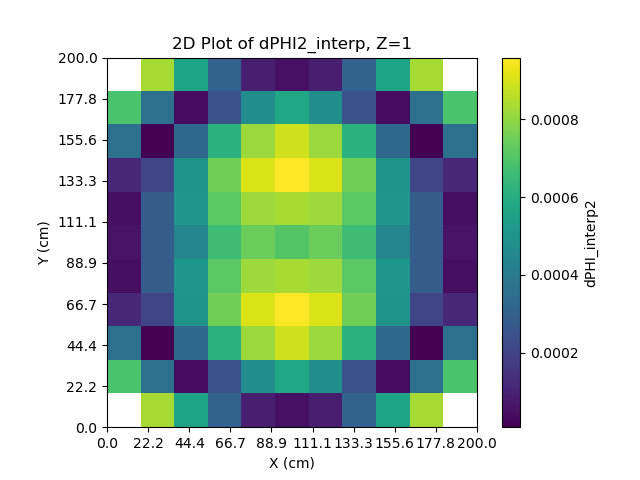 2D Plot of dPHI2_interp, Z=1
200.0
177.8
155.6
133.3
111.1
88.9
66.7
44.4
22.2
0.0
Y (cm)
0.0 22.2 44.4 66.7 88.9 111.1 133.3 155.6 177.8 200.0
X (cm)
0.0008
0.0006
0.0004
0.0002
dPHI_interp2